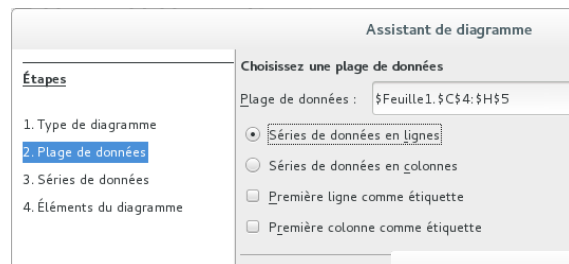 Assistant de diagramme
Étapes
1. Type de diagramme
2. Plage de données
3. Séries de données
4. Éléments du diagramme
Choisissez une plage de données
Plage de données : $Feuille1.$C$4:$H$5
Séries de données en lignes
Séries de données en colonnes
Première ligne comme étiquette
Première colonne comme étiquette